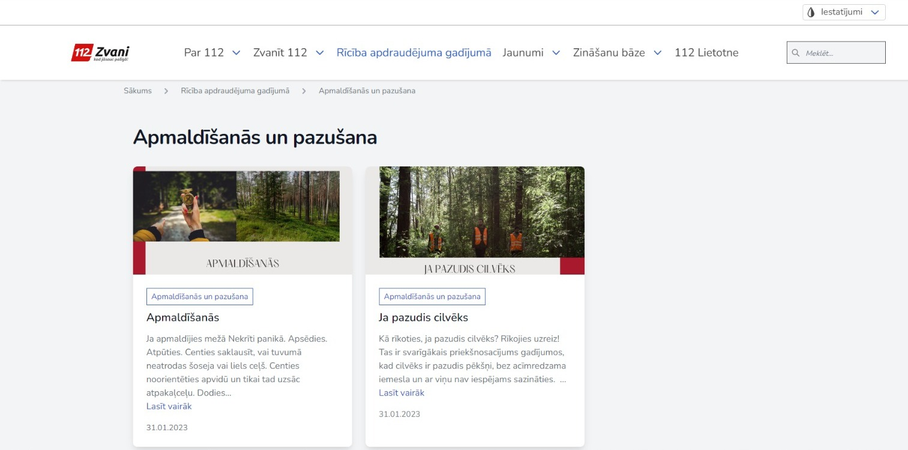 Iestatījumi
112 Zvani
Par 112
Zvanīt 112
Rīcība apdraudējuma gadījumā
Jaunumi
Zināšanu bāze
112 Lietotne
Meklēt...
Sākums
Rīcība apdraudējuma gadījumā
Apmaldīšanās un pazušana
Apmaldīšanās un pazušana
APMALDĪŠANĀS
Apmaldīšanās un pazušana
Apmaldīšanās
Ja apmaldījies mežā Nekrīti panikā. Apsēdies.
Atpūties. Centies saklausīt, vai tuvumā
neatrodas šoseja vai liels ceļš. Centies
noorientēties apvidū un tikai tad uzsāc
atpakaļceļu. Dodies...
Lasīt vairāk
31.01.2023
JA PAZUDIS CILVĒKS
Apmaldīšanās un pazušana
Ja pazudis cilvēks
Kā rīkoties, ja pazudis cilvēks? Rīkojies uzreiz!
Tas ir svarīgākais priekšnosacījums gadījumos,
kad cilvēks ir pazudis pēkšņi, bez acīmredzama
iemesla un ar viņu nav iespējams sazināties. ...
Lasīt vairāk
31.01.2023